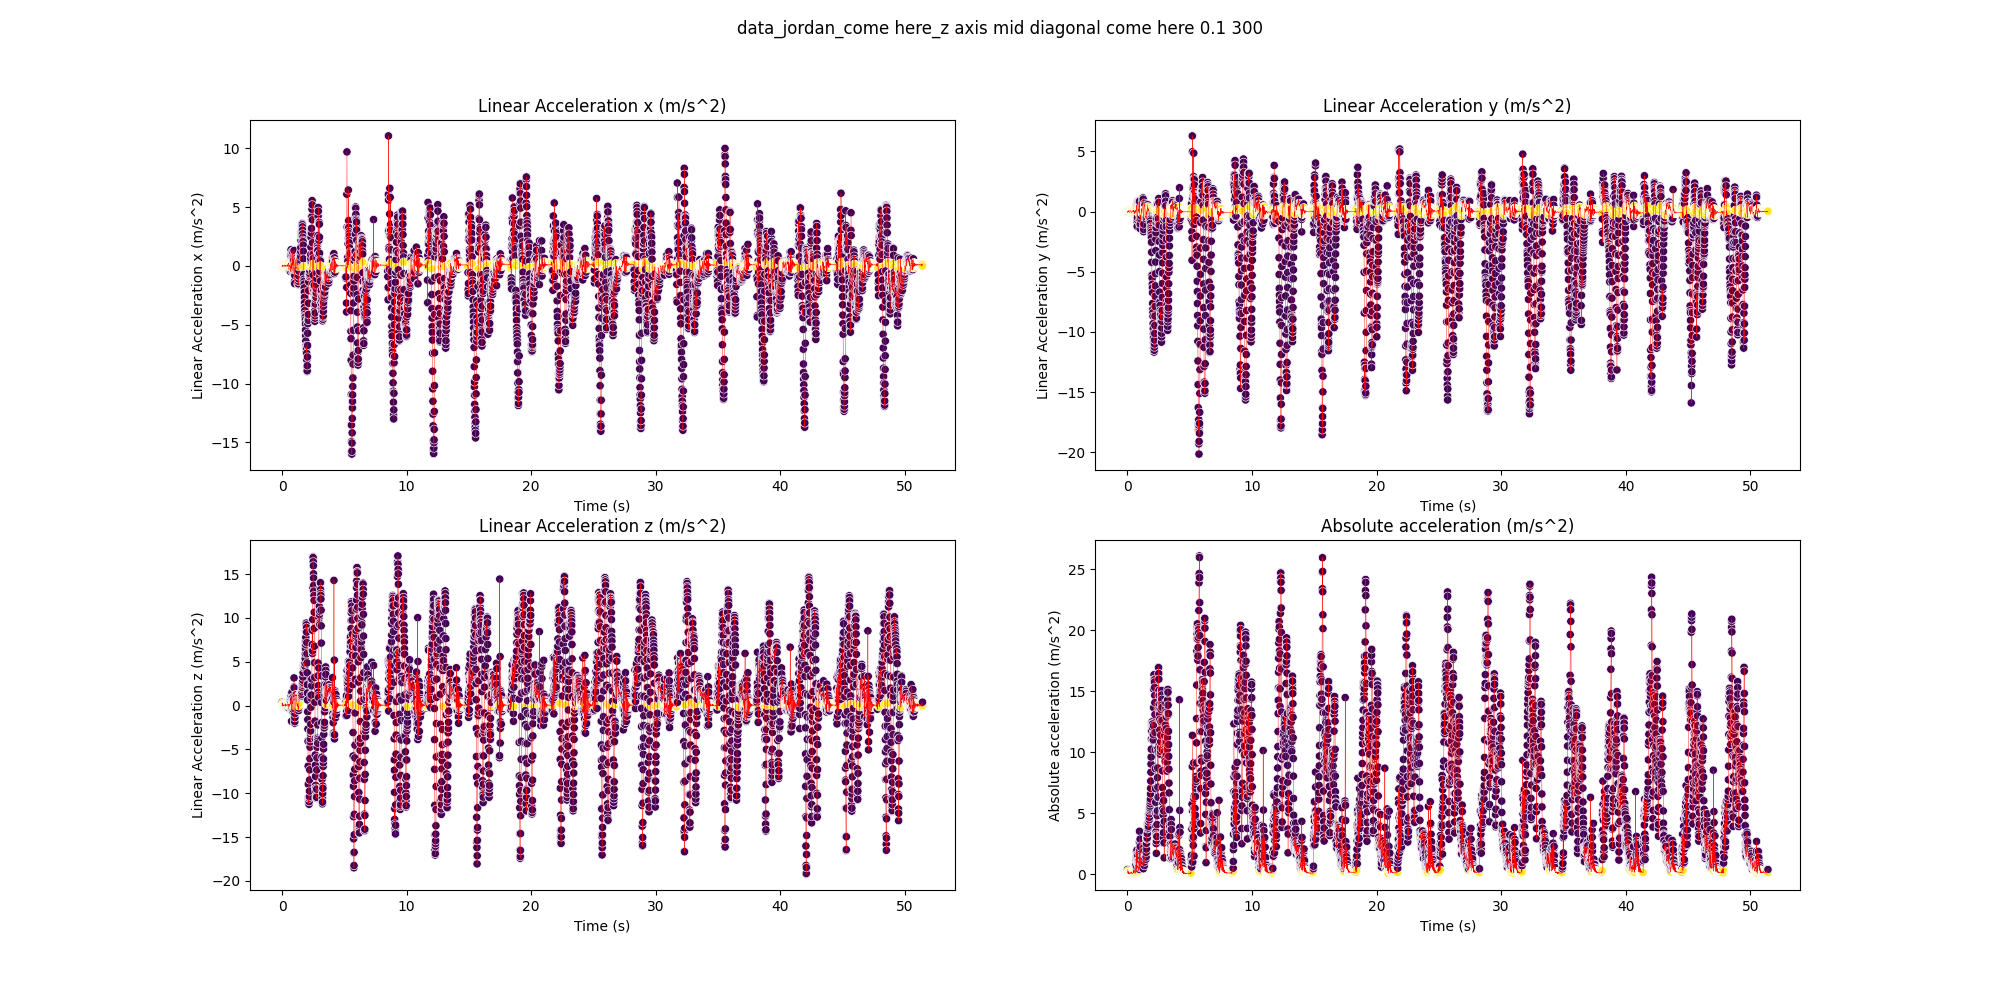 data_jordan_come here_z axis mid diagonal come here 0.1 300
Linear Acceleration x (m/s^2)
Linear Acceleration x (m/s^2)
10
5
0
−5
−10
−15
0 10 20 30 40 50
Time (s)
Linear Acceleration y (m/s^2)
Linear Acceleration y (m/s^2)
5
0
−5
−10
−15
−20
0 10 20 30 40 50
Time (s)
Linear Acceleration z (m/s^2)
Linear Acceleration z (m/s^2)
15
10
5
0
−5
−10
−15
−20
0 10 20 30 40 50
Time (s)
Absolute acceleration (m/s^2)
Absolute acceleration (m/s^2)
25
20
15
10
5
0
0 10 20 30 40 50
Time (s)